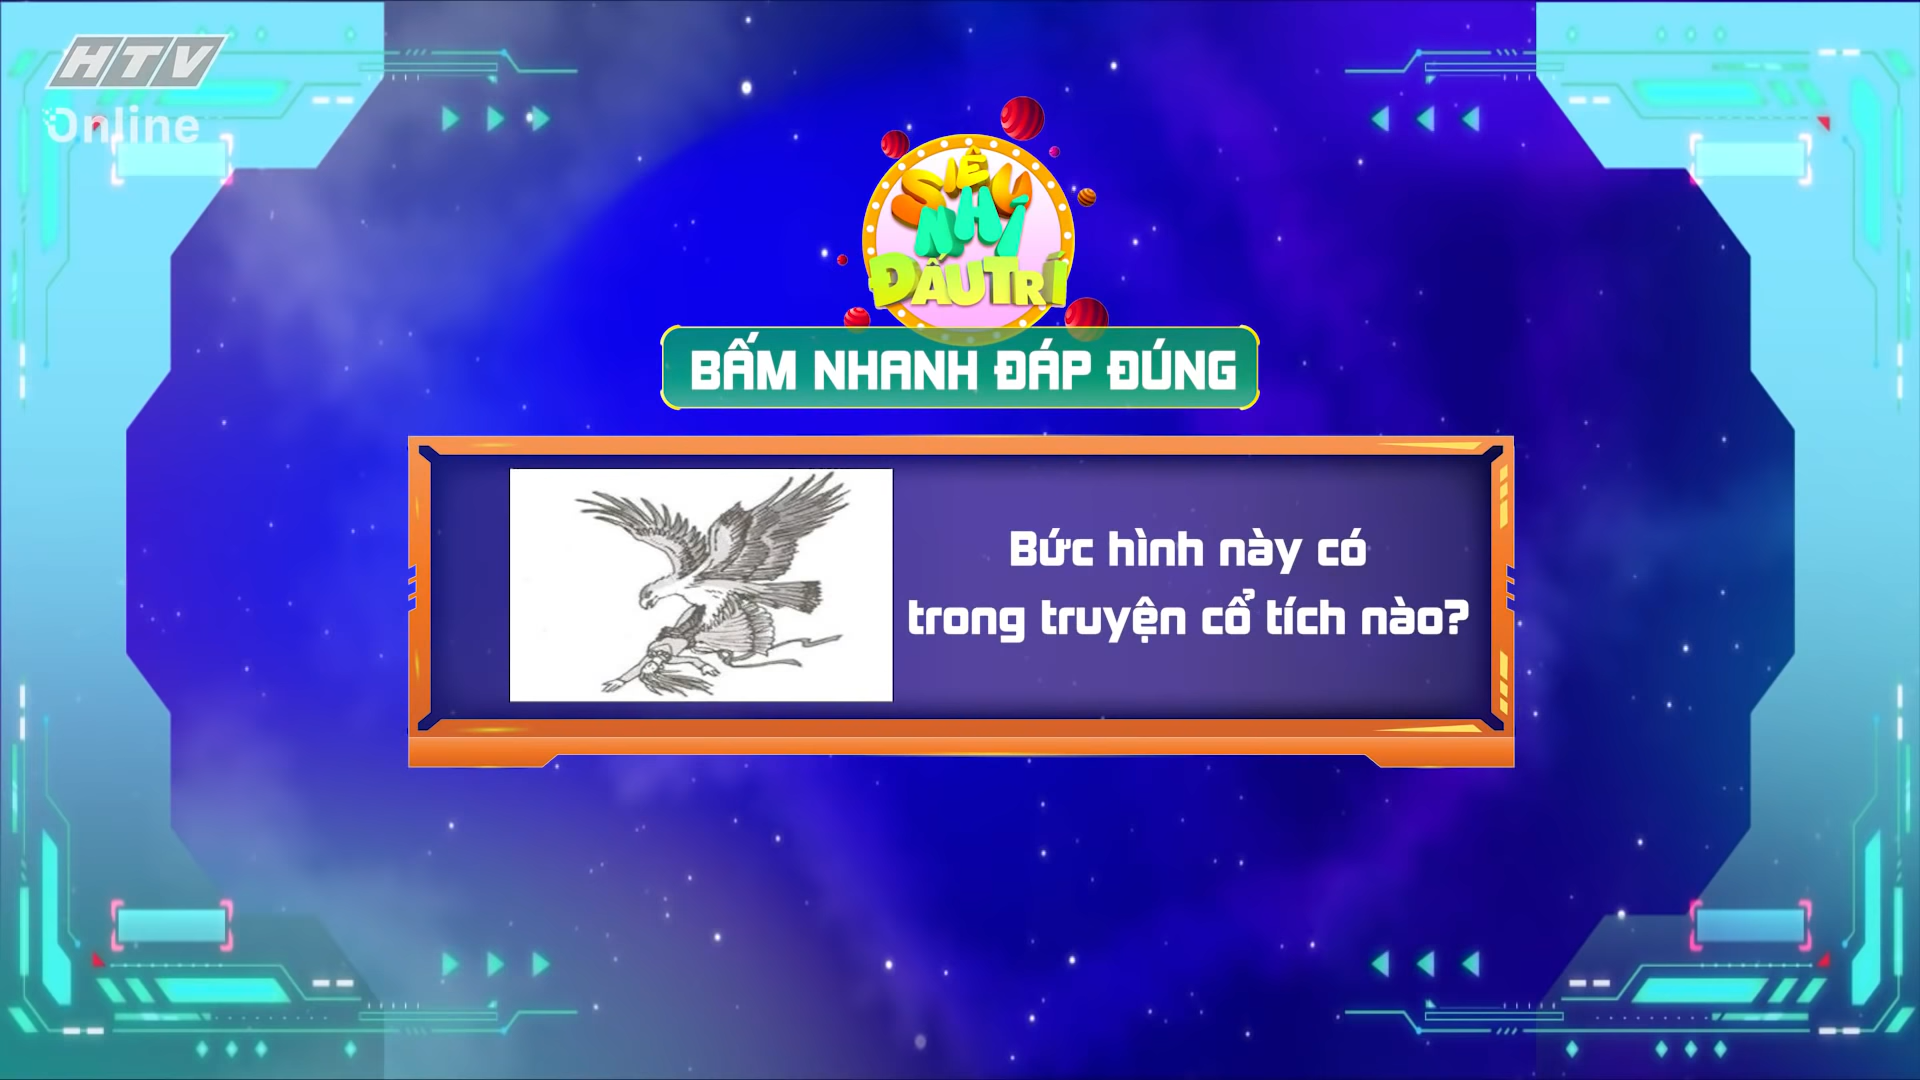 HTV
Online
SIÊU
NHÍ
ĐẤU TRÍ
BẤM NHANH ĐÁP ĐÚNG
Bức hình này có
trong truyện cổ tích nào?